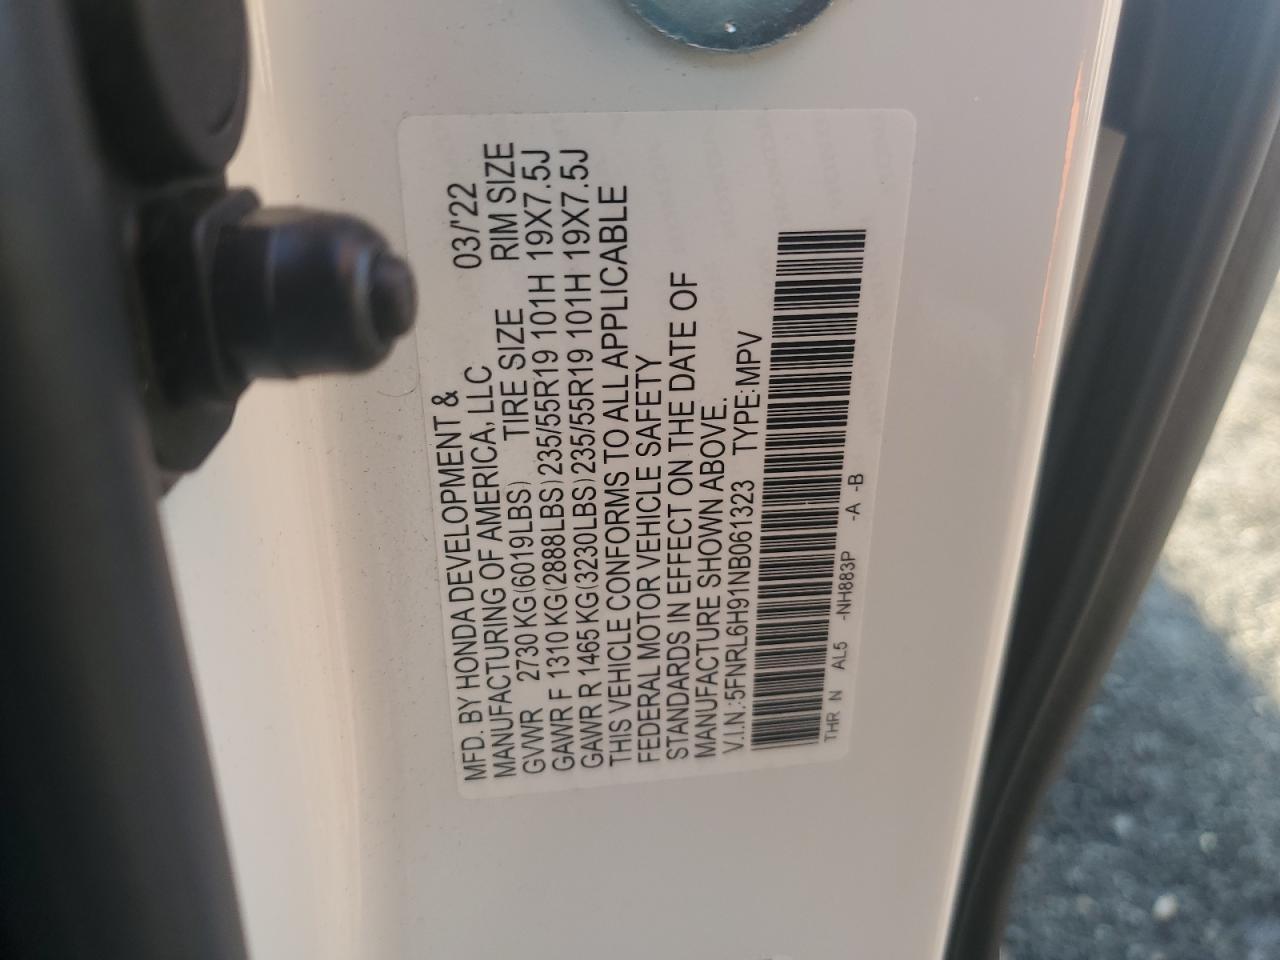 MFD. BY HONDA DEVELOPMENT & 03/'22
MANUFACTURING OF AMERICA, LLC
GVWR 2730 KG(6019LBS) TIRE SIZE RIM SIZE
GAWR F 1310 KG(2888LBS) 235/55R19 101H 19X7.5J
GAWR R 1465 KG(3230LBS) 235/55R19 101H 19X7.5J
THIS VEHICLE CONFORMS TO ALL APPLICABLE
FEDERAL MOTOR VEHICLE SAFETY
STANDARDS IN EFFECT ON THE DATE OF
MANUFACTURE SHOWN ABOVE.
V.I.N.:5FNRL6H91NB061323 TYPE:MPV
THR N AL5 -NH883P -A -B